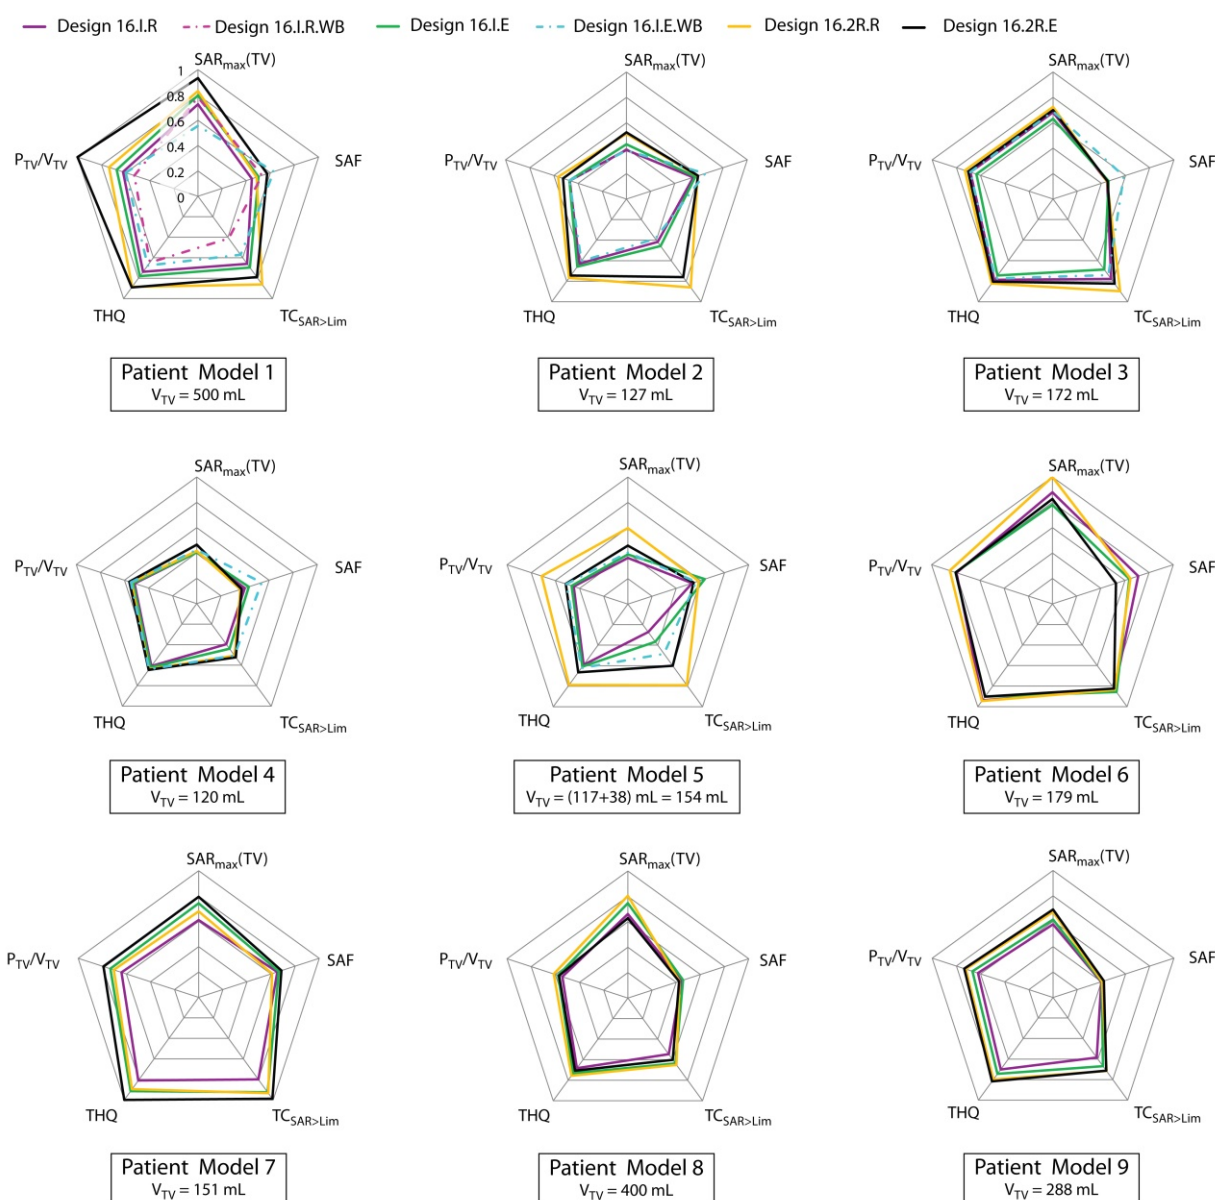 Design 16.I.R Design 16.I.R.WB Design 16.I.E Design 16.I.E.WB Design 16.2R.R Design 16.2R.E
SARmax(TV) SARmax(TV) SARmax(TV)
1
0.8
0.6
0.4
0.2
0
PTV/VTV SAF PTV/VTV SAF PTV/VTV SAF
THQ TCSAR>Lim THQ TCSAR>Lim THQ TCSAR>Lim
Patient Model 1 Patient Model 2 Patient Model 3
VTV = 500 mL VTV = 127 mL VTV = 172 mL
SARmax(TV) SARmax(TV) SARmax(TV)
PTV/VTV SAF PTV/VTV SAF PTV/VTV SAF
THQ TCSAR>Lim THQ TCSAR>Lim THQ TCSAR>Lim
Patient Model 4 Patient Model 5 Patient Model 6
VTV = 120 mL VTV = (117+38) mL = 154 mL VTV = 179 mL
SARmax(TV) SARmax(TV) SARmax(TV)
PTV/VTV SAF PTV/VTV SAF PTV/VTV SAF
THQ TCSAR>Lim THQ TCSAR>Lim THQ TCSAR>Lim
Patient Model 7 Patient Model 8 Patient Model 9
VTV = 151 mL VTV = 400 mL VTV = 288 mL